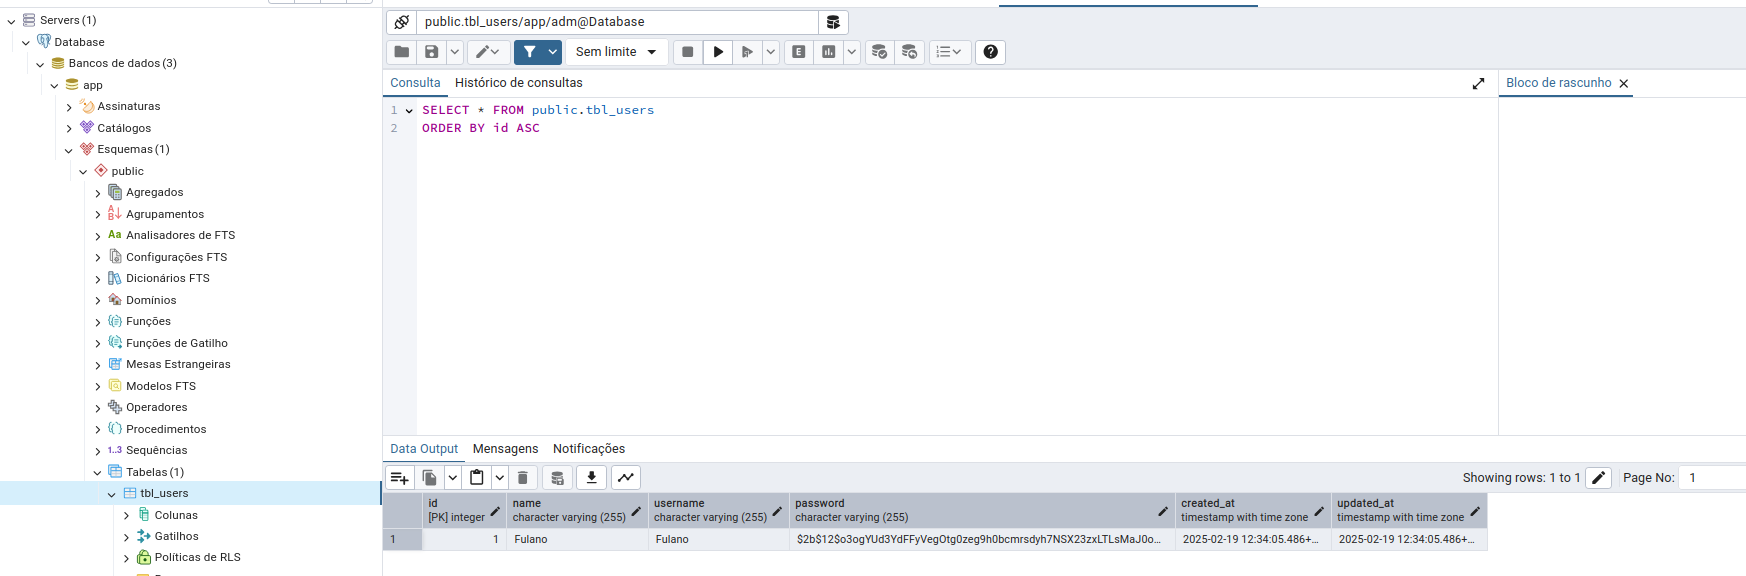 Servers (1)
Database
Bancos de dados (3)
app
Assinaturas
Catálogos
Esquemas (1)
public
Agregados
Agrupamentos
Aa Analisadores de FTS
Configurações FTS
Dicionários FTS
Domínios
Funções
Funções de Gatilho
Mesas Estrangeiras
Modelos FTS
Operadores
Procedimentos
1..3 Sequências
Tabelas (1)
tbl_users
Colunas
Gatilhos
Políticas de RLS
public.tbl_users/app/adm@Database
Sem limite
E
Consulta Histórico de consultas
Bloco de rascunho
1 SELECT * FROM public.tbl_users
2 ORDER BY id ASC
Data Output Mensagens Notificações
Showing rows: 1 to 1 Page No: 1
id name username password created_at updated_at
[PK] integer character varying (255) character varying (255) character varying (255) timestamp with time zone timestamp with time zone
1 1 Fulano Fulano $2b$12$o3ogYUd3YdFFyVegOtg0zeg9h0bcmrsdyh7NSX23zxLTLsMaJ0o... 2025-02-19 12:34:05.486+... 2025-02-19 12:34:05.486+...